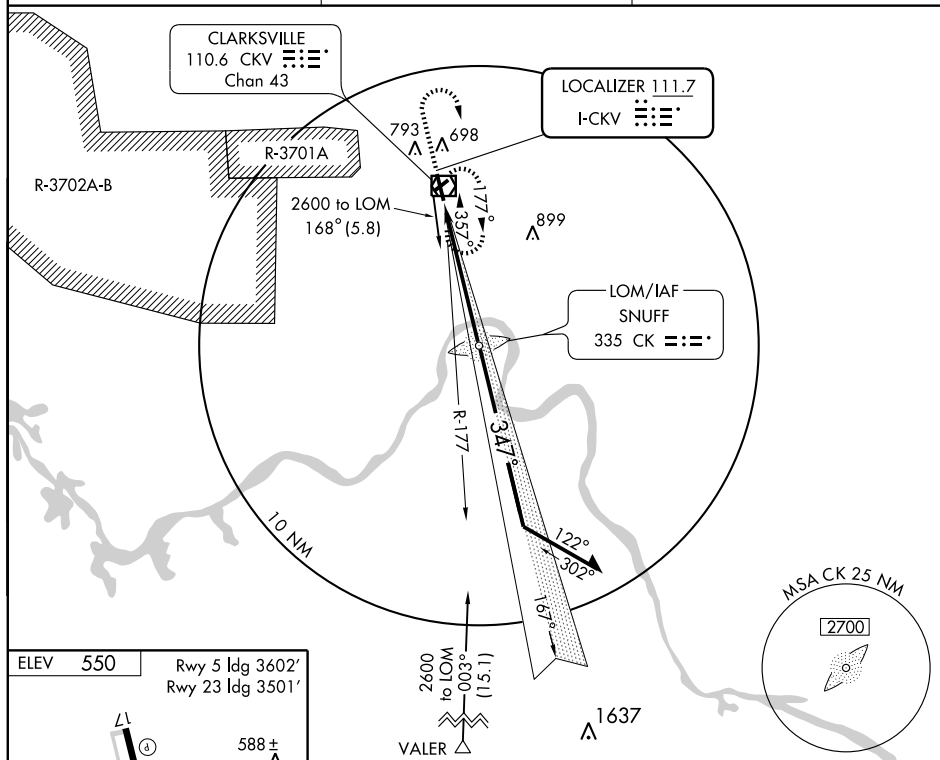 CLARKSVILLE
110.6 CKV
Chan 43
LOCALIZER 111.7
I-CKV
793
698
R-3701A
R-3702A-B
2600 to LOM
168° (5.8)
177°
357°
899
LOM/IAF
SNUFF
335 CK
R-177
347°
10 NM
122°
302°
167°
MSA CK 25 NM
2700
ELEV 550
Rwy 5 ldg 3602'
Rwy 23 ldg 3501'
17
P
588 ±
2600
to LOM
003°
(15.1)
VALER
1637